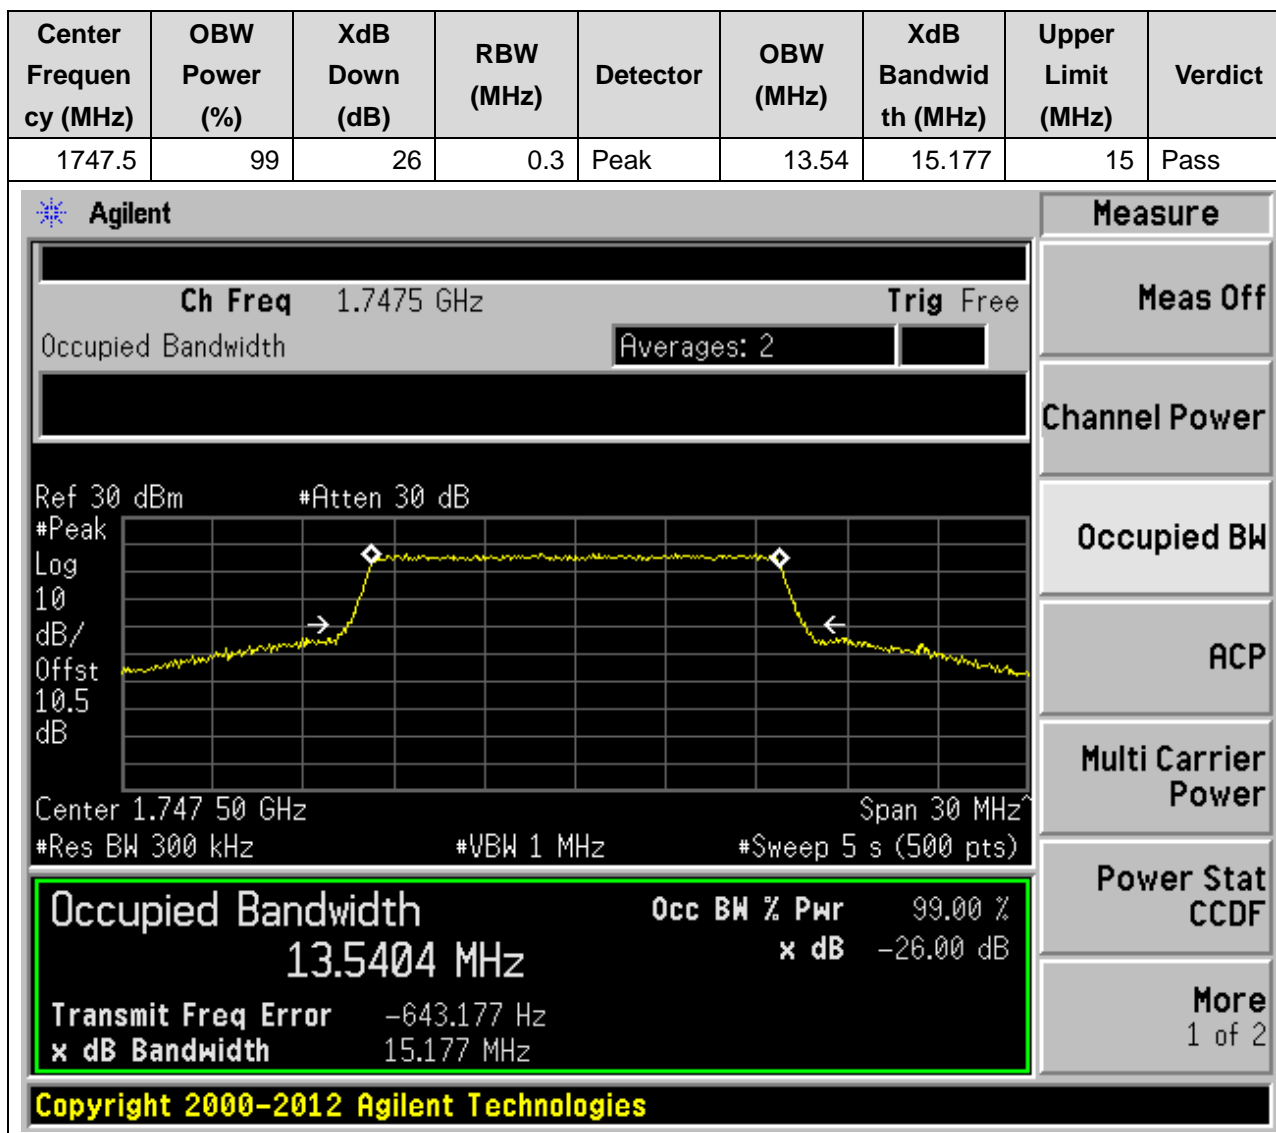 Center Frequen cy (MHz) OBW Power (%) XdB Down (dB) RBW (MHz) Detector OBW (MHz) XdB Bandwid th (MHz) Upper Limit (MHz) Verdict
1747.5 99 26 0.3 Peak 13.54 15.177 15 Pass
Agilent
Measure
Ch Freq 1.7475 GHz Trig Free
Occupied Bandwidth Averages: 2
Ref 30 dBm #Atten 30 dB
#Peak
Log
10
dB/
Offst
10.5
dB
Center 1.747 50 GHz Span 30 MHz^
#Res BW 300 kHz #VBW 1 MHz #Sweep 5 s (500 pts)
Occupied Bandwidth
13.5404 MHz
Occ BW % Pwr 99.00 %
x dB -26.00 dB
Transmit Freq Error -643.177 Hz
x dB Bandwidth 15.177 MHz
Meas Off
Channel Power
Occupied BW
ACP
Multi Carrier
Power
Power Stat
CCDF
More
1 of 2
Copyright 2000-2012 Agilent Technologies